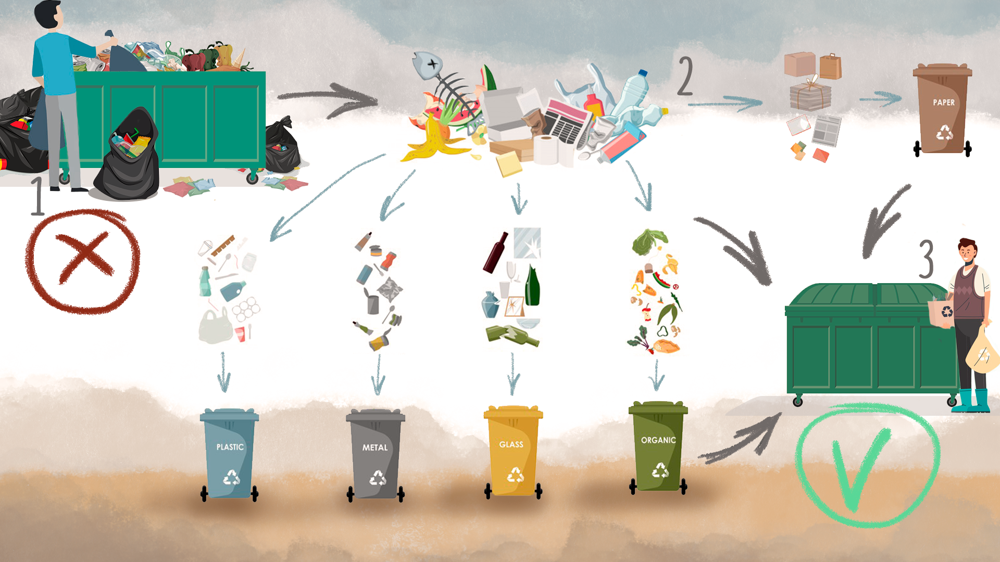 2
PAPER
1
3
PLASTIC
METAL
GLASS
ORGANIC